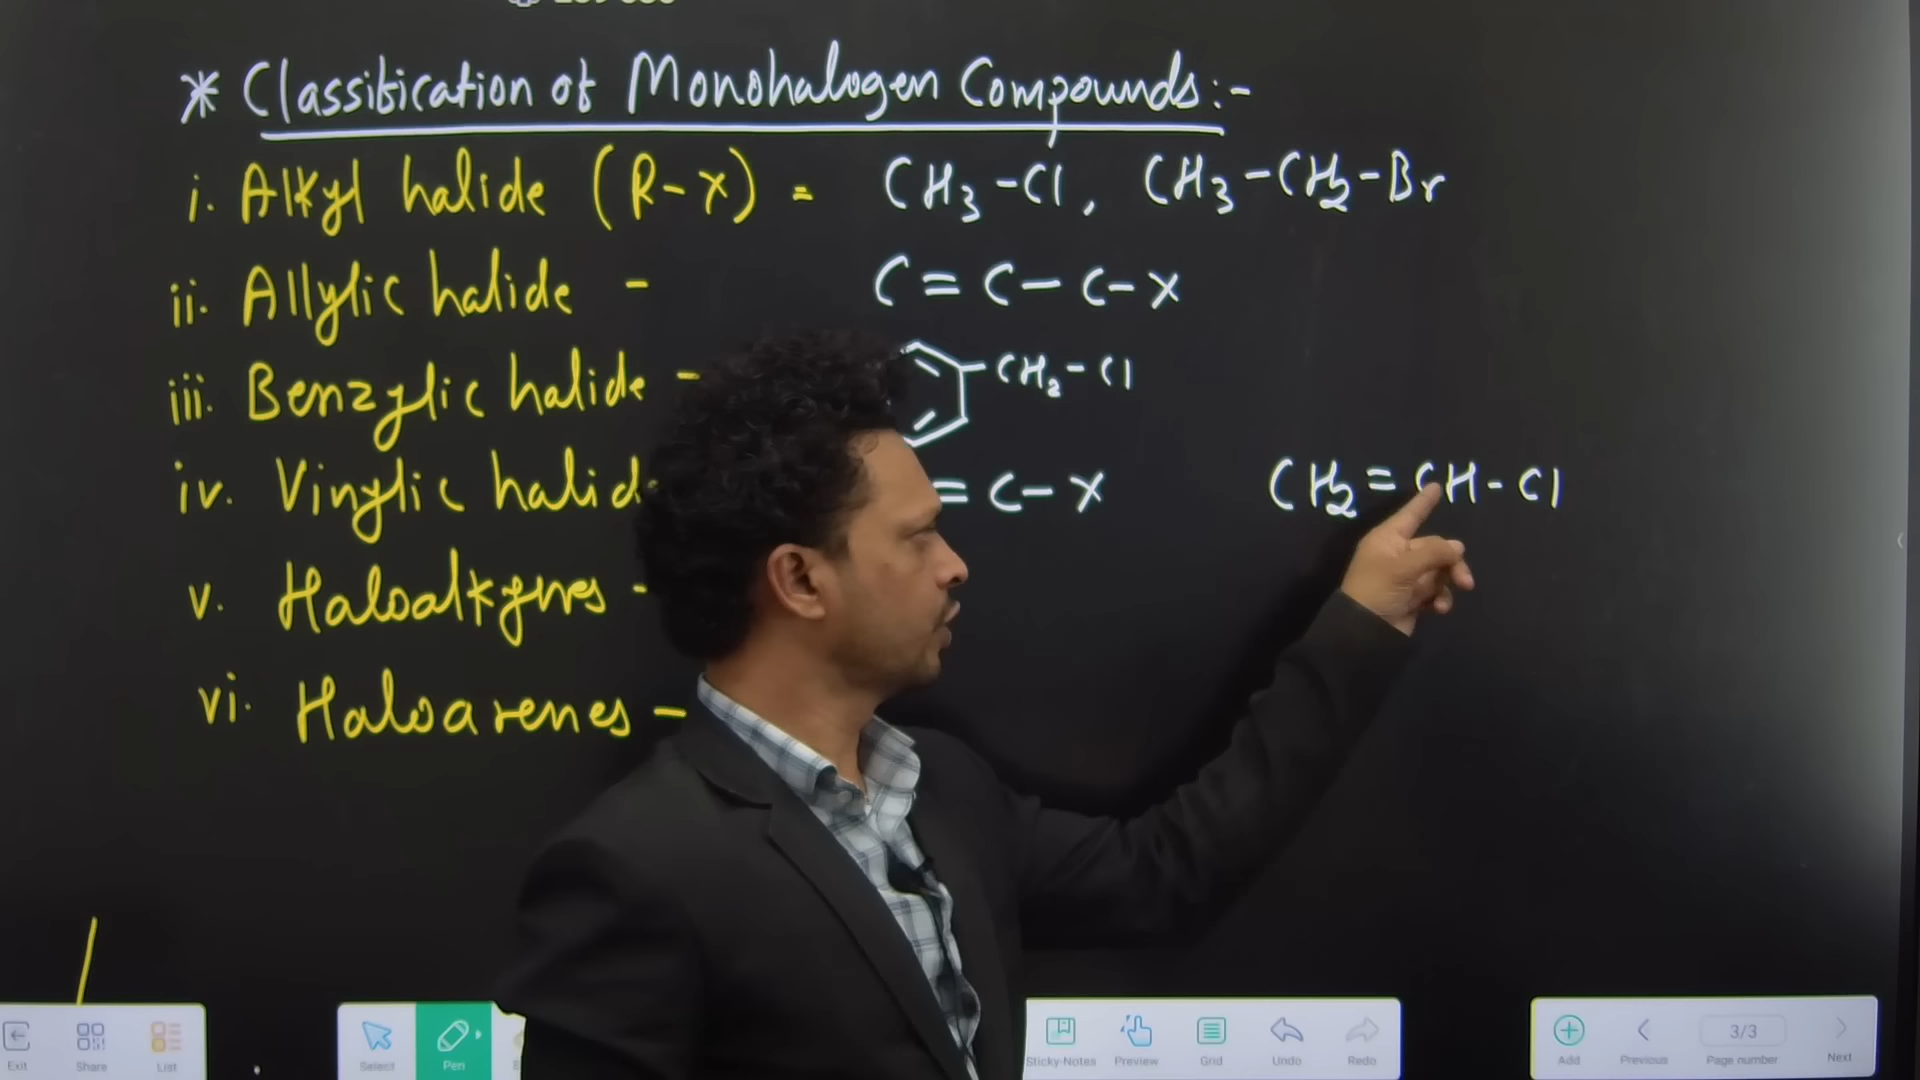 * Classification of Monohalogen Compounds:-
i. Alkyl halide (R-X) = CH3-Cl, CH3-CH2-Br
ii. Allylic halide - C=C-C-X
iii. Benzylic halide - CH2-Cl
iv. Vinylic halid =C-X CH2=CH-Cl
v. Haloalkynes -
vi. Haloarenes -
Exit Share List Select Pen Sticky-Notes Preview Grid Undo Redo Add Previous 3/3 Page number Next